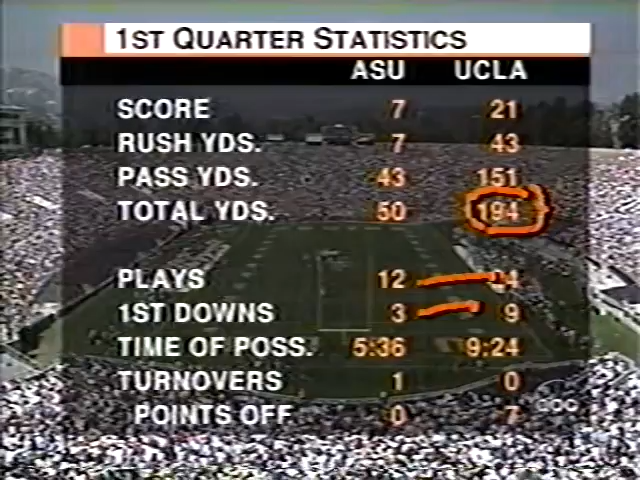 1ST QUARTER STATISTICS
ASU UCLA
SCORE 7 21
RUSH YDS. 7 43
PASS YDS. 43 151
TOTAL YDS. 50 194
PLAYS 12
1ST DOWNS 3 9
TIME OF POSS. 5:36 9:24
TURNOVERS 1 0
POINTS OFF 0 7
abc